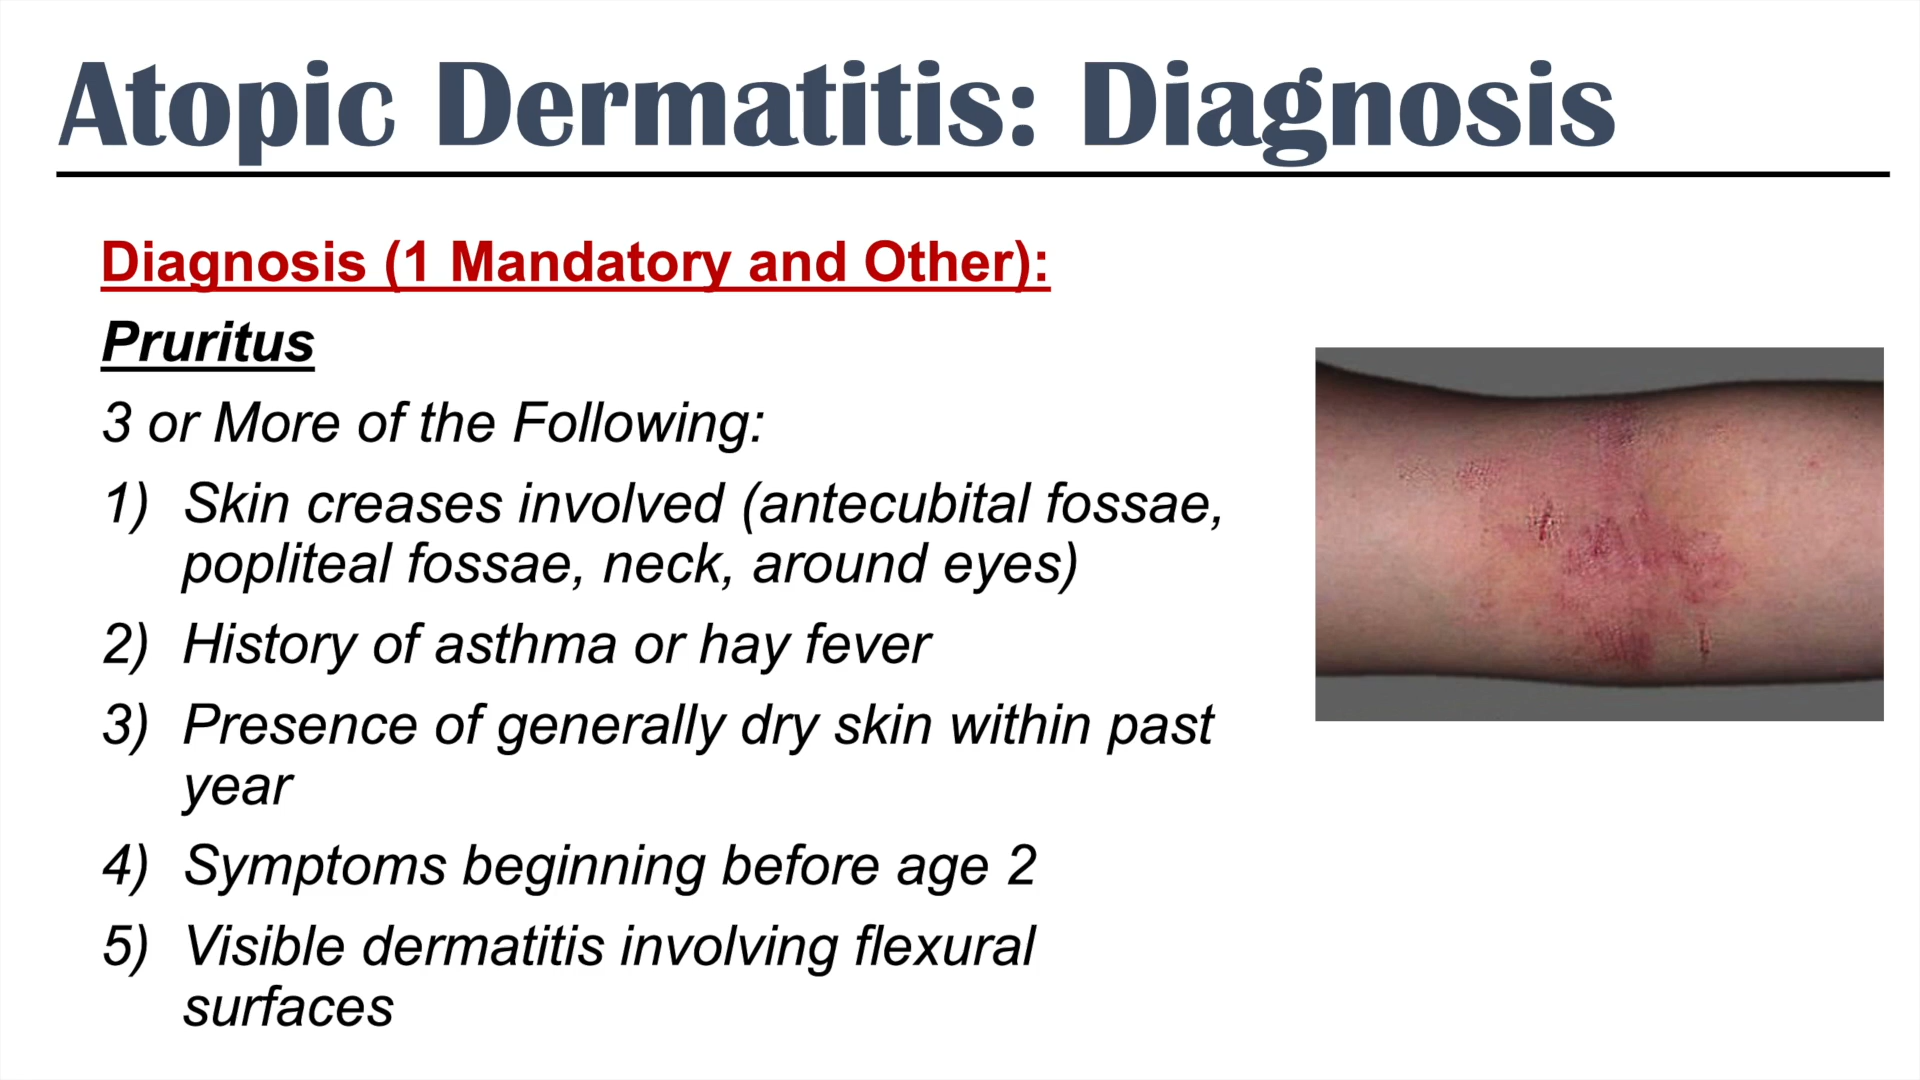 Atopic Dermatitis: Diagnosis
Diagnosis (1 Mandatory and Other):
Pruritus
3 or More of the Following:
1) Skin creases involved (antecubital fossae,
popliteal fossae, neck, around eyes)
2) History of asthma or hay fever
3) Presence of generally dry skin within past
year
4) Symptoms beginning before age 2
5) Visible dermatitis involving flexural
surfaces